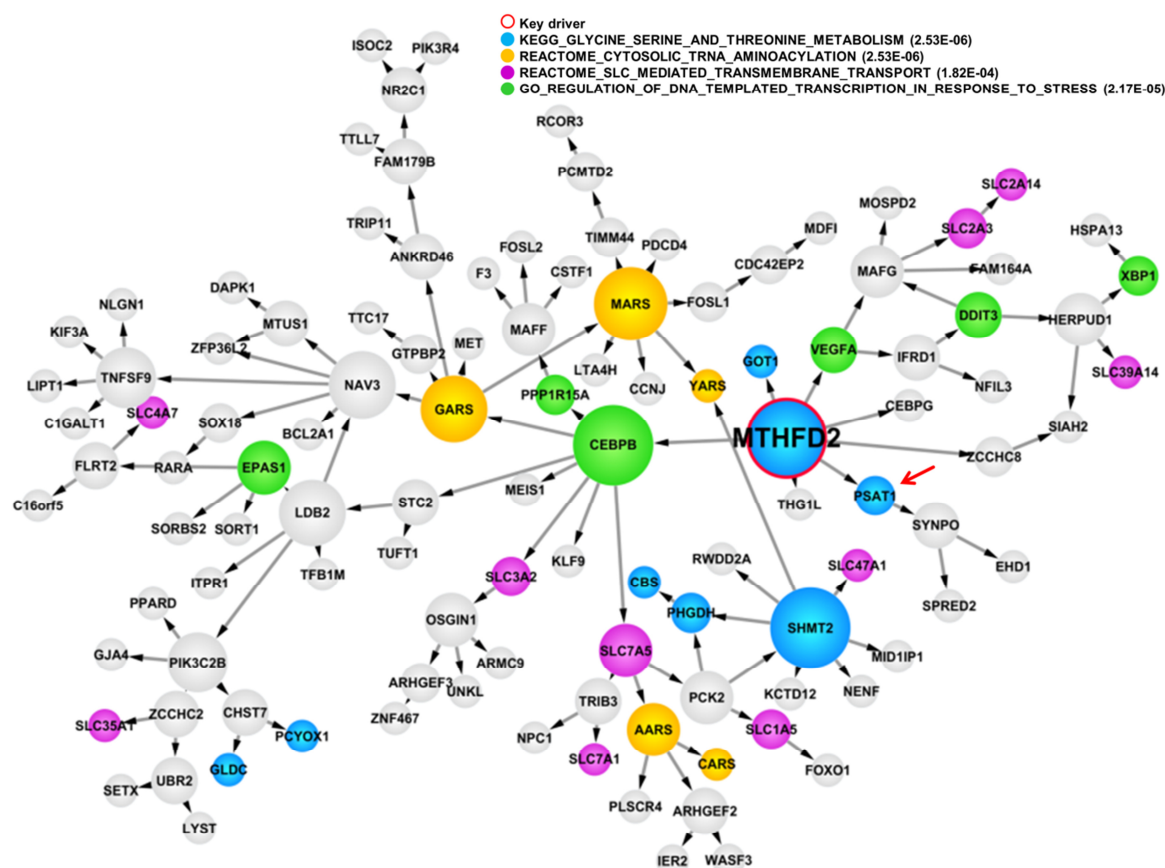 Key driver
KEGG_GLYCINE_SERINE_AND_THREONINE_METABOLISM (2.53E-06)
REACTOME_CYTOSOLIC_TRNA_AMINOACYLATION (2.53E-06)
REACTOME_SLC_MEDIATED_TRANSMEMBRANE_TRANSPORT (1.82E-04)
GO_REGULATION_OF_DNA_TEMPLATED_TRANSCRIPTION_IN_RESPONSE_TO_STRESS (2.17E-05)
ISOC2
PIK3R4
NR2C1
RCOR3
TTLL7
FAM179B
PCMTD2
SLC2A14
MOSPD2
TRIP11
SLC2A3
HSPA13
MDFI
TIMM44
PDCD4
FOSL2
ANKRD46
F3
CSTF1
CDC42EP2
MAFG
FAM164A
XBP1
DAPK1
NLGN1
TTC17
MARS
FOSL1
DDIT3
HERPUD1
KIF3A
MTUS1
MAFF
MET
ZFP36L2
GTPBP2
VEGFA
IFRD1
GOT1
LTA4H
TNFSF9
LIPT1
NAV3
CCNJ
YARS
SLC39A14
NFIL3
PPP1R15A
SLC4A7
GARS
CEBPG
C1GALT1
SOX18
SIAH2
BCL2A1
MTHFD2
CEBPB
ZCCHC8
FLRT2
RARA
EPAS1
MEIS1
THG1L
PSAT1
C16orf5
STC2
LDB2
SYNPO
SORBS2
SORT1
TUFT1
RWDD2A
KLF9
SLC47A1
EHD1
TFB1M
SLC3A2
CBS
ITPR1
PPARD
SPRED2
PHGDH
OSGIN1
SHMT2
SLC7A5
GJA4
PIK3C2B
MID1IP1
ARMC9
ARHGEF3
UNKL
KCTD12
NENF
PCK2
TRIB3
ZCCHC2
CHST7
ZNF467
SLC35A1
AARS
SLC1A5
PCYOX1
NPC1
SLC7A1
CARS
GLDC
FOXO1
UBR2
SETX
PLSCR4
ARHGEF2
LYST
IER2
WASF3